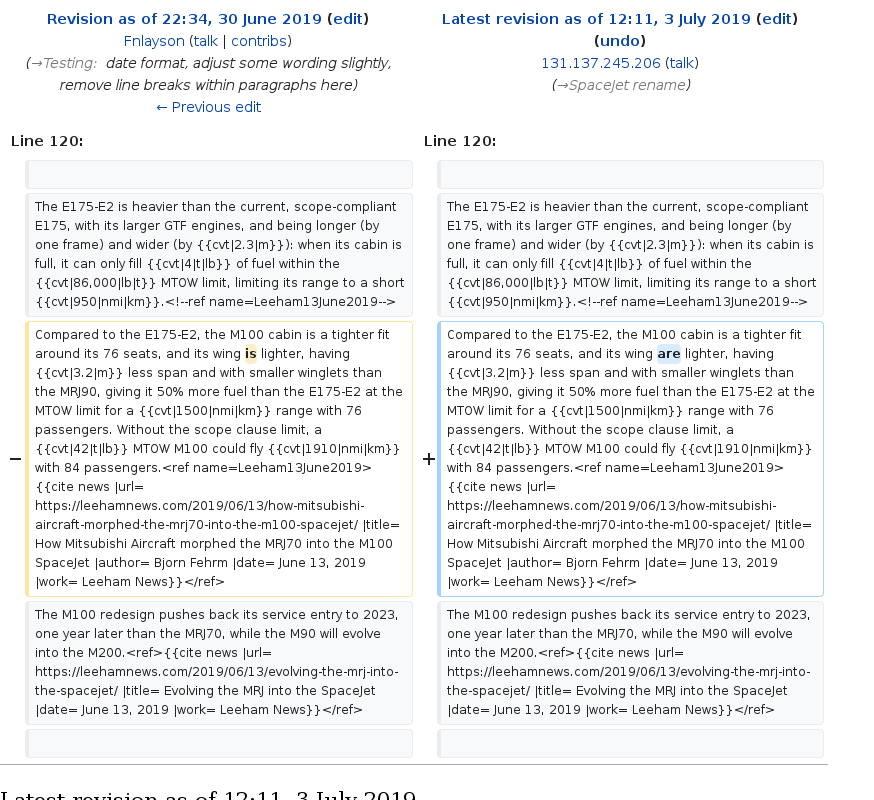 Revision as of 22:34, 30 June 2019 (edit)
Fnlayson (talk | contribs)
(→Testing:  date format, adjust some wording slightly,
remove line breaks within paragraphs here)
← Previous edit
Latest revision as of 12:11, 3 July 2019 (edit)
(undo)
131.137.245.206 (talk)
(→SpaceJet rename)
Line 120:
Line 120:
The E175-E2 is heavier than the current, scope-compliant
E175, with its larger GTF engines, and being longer (by
one frame) and wider (by {{cvt|2.3|m}}): when its cabin is
full, it can only fill {{cvt|4|t|lb}} of fuel within the
{{cvt|86,000|lb|t}} MTOW limit, limiting its range to a short
{{cvt|950|nmi|km}}.<!--ref name=Leeham13June2019-->
The E175-E2 is heavier than the current, scope-compliant
E175, with its larger GTF engines, and being longer (by
one frame) and wider (by {{cvt|2.3|m}}): when its cabin is
full, it can only fill {{cvt|4|t|lb}} of fuel within the
{{cvt|86,000|lb|t}} MTOW limit, limiting its range to a short
{{cvt|950|nmi|km}}.<!--ref name=Leeham13June2019-->
−
Compared to the E175-E2, the M100 cabin is a tighter fit
around its 76 seats, and its wing is lighter, having
{{cvt|3.2|m}} less span and with smaller winglets than
the MRJ90, giving it 50% more fuel than the E175-E2 at the
MTOW limit for a {{cvt|1500|nmi|km}} range with 76
passengers. Without the scope clause limit, a
{{cvt|42|t|lb}} MTOW M100 could fly {{cvt|1910|nmi|km}}
with 84 passengers.<ref name=Leeham13June2019>
{{cite news |url=
https://leehamnews.com/2019/06/13/how-mitsubishi-
aircraft-morphed-the-mrj70-into-the-m100-spacejet/ |title=
How Mitsubishi Aircraft morphed the MRJ70 into the M100
SpaceJet |author= Bjorn Fehrm |date= June 13, 2019
|work= Leeham News}}</ref>
+
Compared to the E175-E2, the M100 cabin is a tighter fit
around its 76 seats, and its wing are lighter, having
{{cvt|3.2|m}} less span and with smaller winglets than
the MRJ90, giving it 50% more fuel than the E175-E2 at the
MTOW limit for a {{cvt|1500|nmi|km}} range with 76
passengers. Without the scope clause limit, a
{{cvt|42|t|lb}} MTOW M100 could fly {{cvt|1910|nmi|km}}
with 84 passengers.<ref name=Leeham13June2019>
{{cite news |url=
https://leehamnews.com/2019/06/13/how-mitsubishi-
aircraft-morphed-the-mrj70-into-the-m100-spacejet/ |title=
How Mitsubishi Aircraft morphed the MRJ70 into the M100
SpaceJet |author= Bjorn Fehrm |date= June 13, 2019
|work= Leeham News}}</ref>
The M100 redesign pushes back its service entry to 2023,
one year later than the MRJ70, while the M90 will evolve
into the M200.<ref>{{cite news |url=
https://leehamnews.com/2019/06/13/evolving-the-mrj-into-
the-spacejet/ |title= Evolving the MRJ into the SpaceJet
|date= June 13, 2019 |work= Leeham News}}</ref>
The M100 redesign pushes back its service entry to 2023,
one year later than the MRJ70, while the M90 will evolve
into the M200.<ref>{{cite news |url=
https://leehamnews.com/2019/06/13/evolving-the-mrj-into-
the-spacejet/ |title= Evolving the MRJ into the SpaceJet
|date= June 13, 2019 |work= Leeham News}}</ref>
Latest revision as of 12:11, 3 July 2019